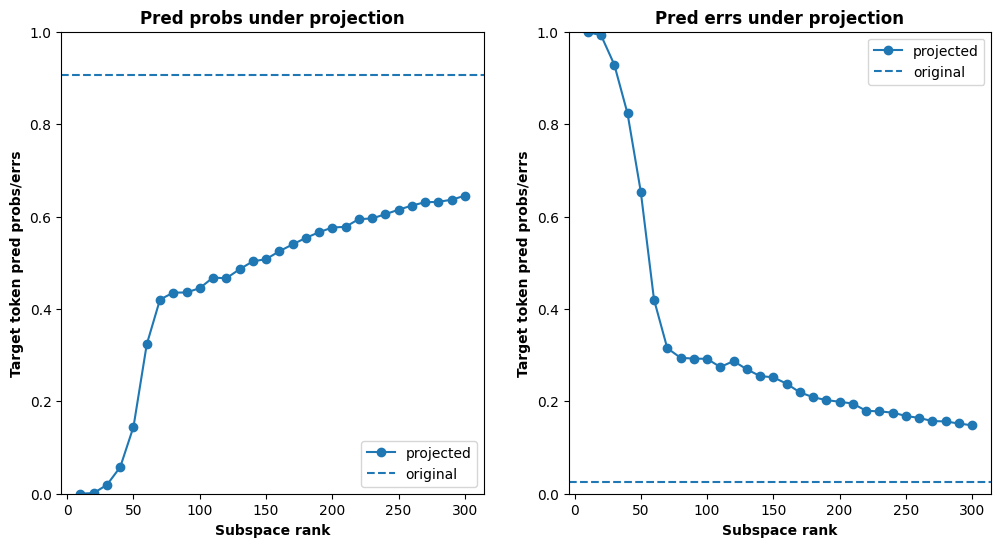 Pred probs under projection
Target token pred probs/errs
1.0
0.8
0.6
0.4
0.2
0.0
projected
original
0 50 100 150 200 250 300
Subspace rank
Pred errs under projection
Target token pred probs/errs
1.0
0.8
0.6
0.4
0.2
0.0
projected
original
0 50 100 150 200 250 300
Subspace rank